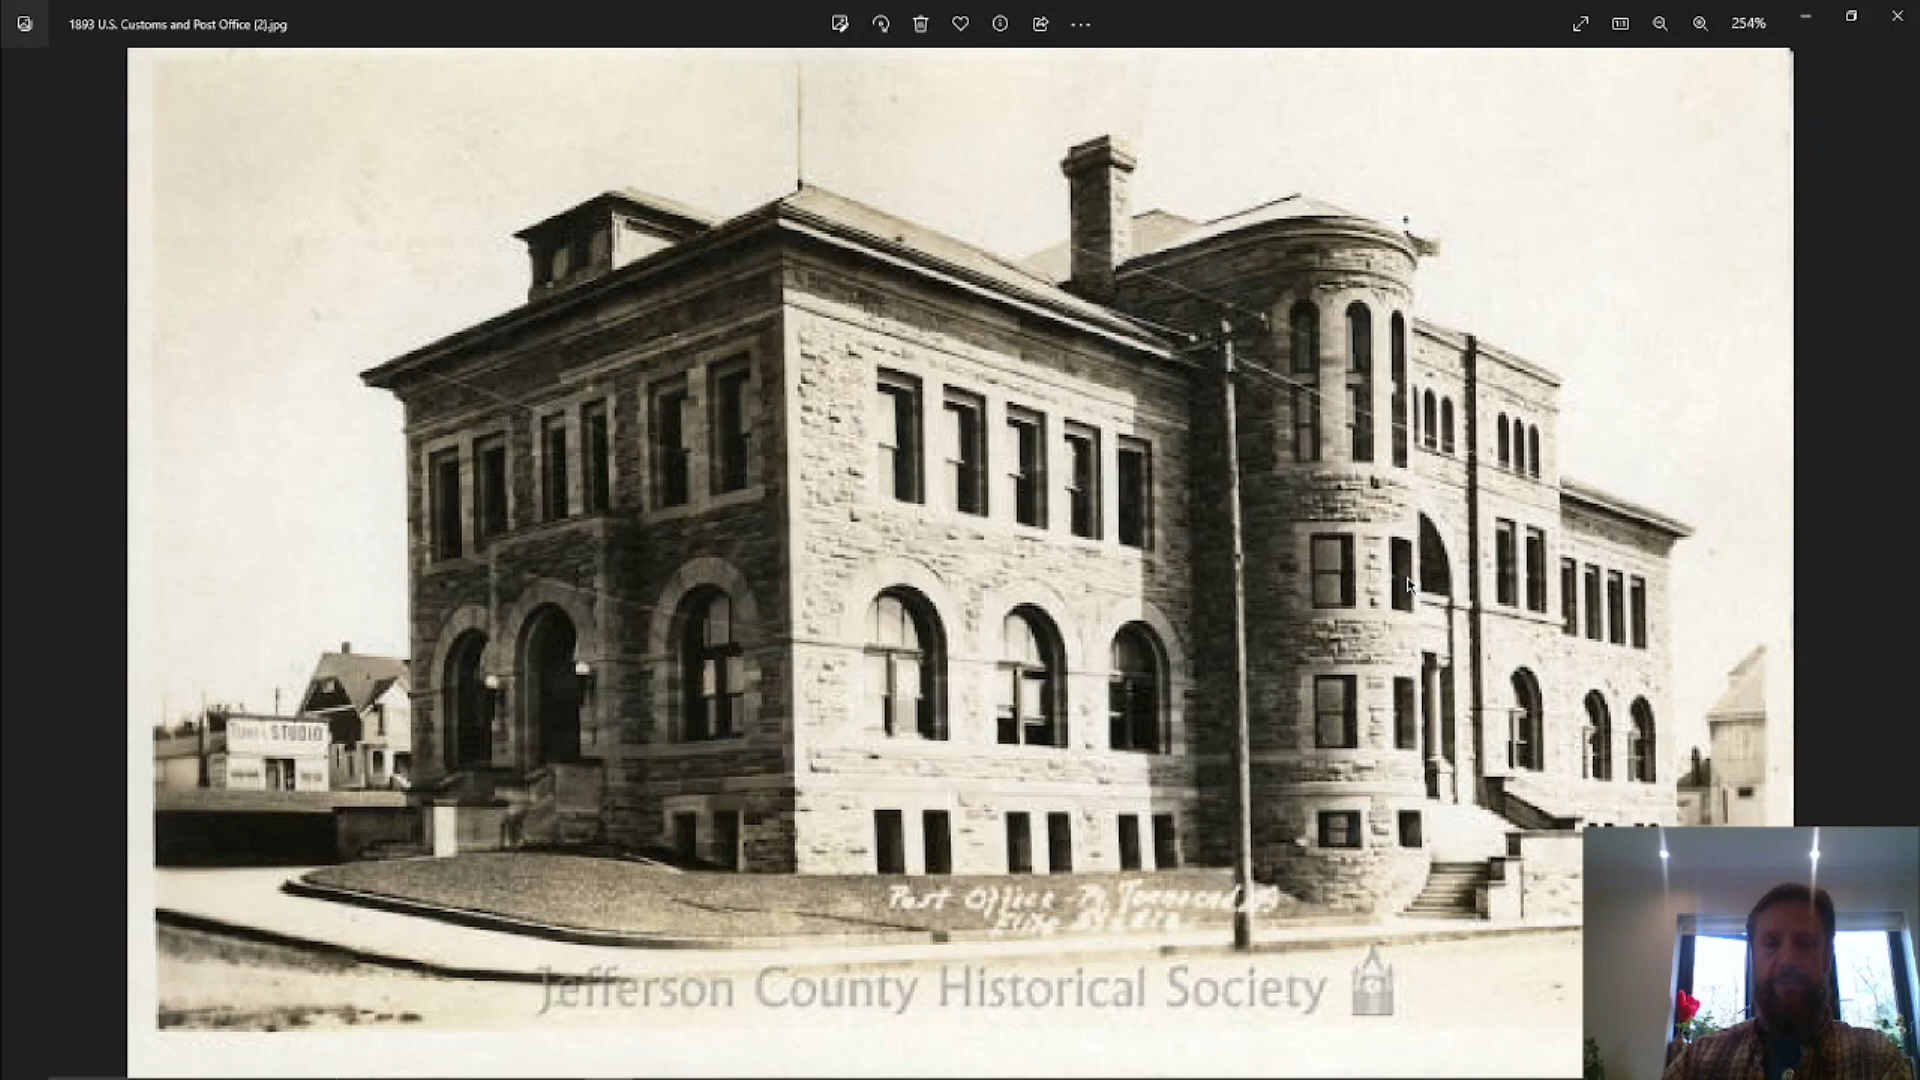 1893 U.S. Customs and Post Office (2).jpg
254%
STUDIO
Post Office
Jefferson County Historical Society